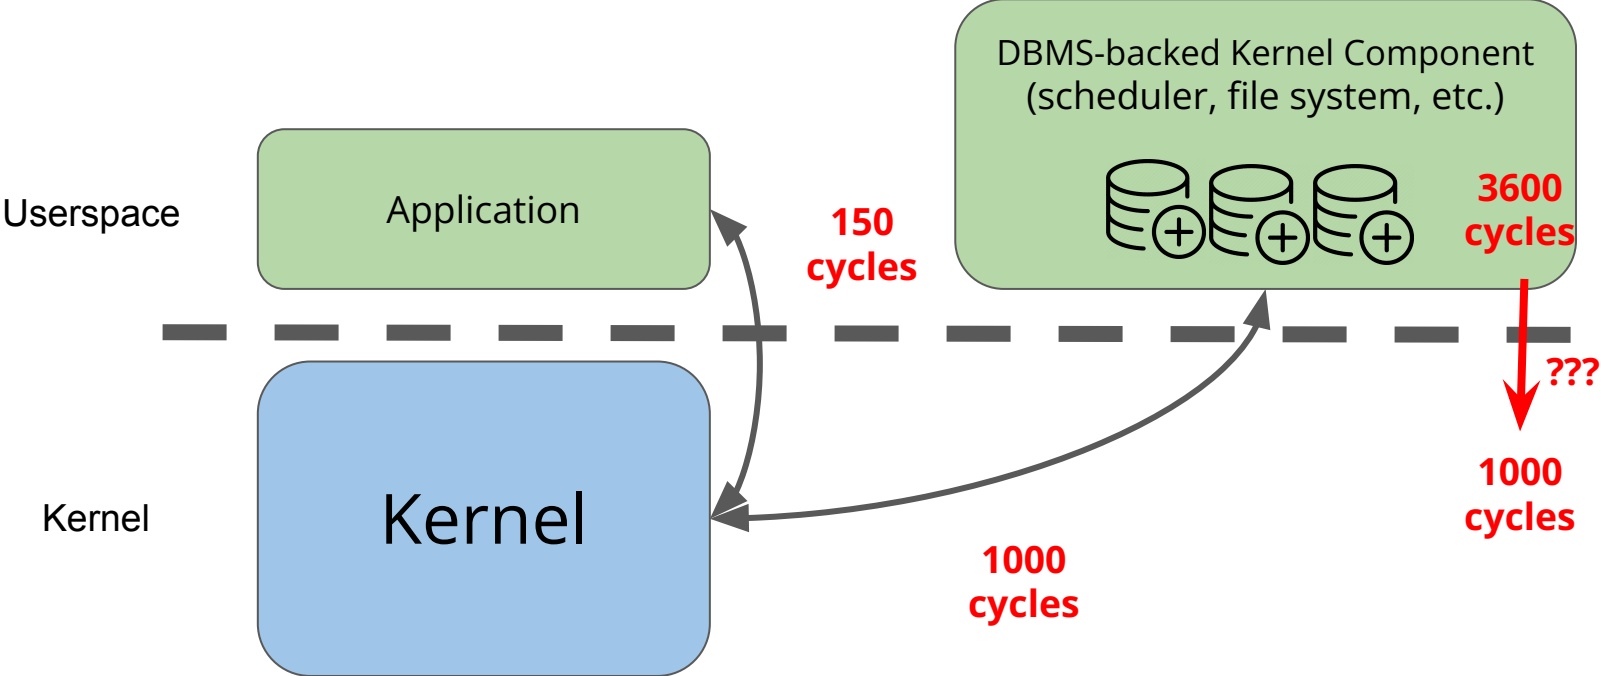 DBMS-backed Kernel Component
(scheduler, file system, etc.)
Userspace
Application
150
cycles
3600
cycles
???
Kernel
Kernel
1000
cycles
1000
cycles